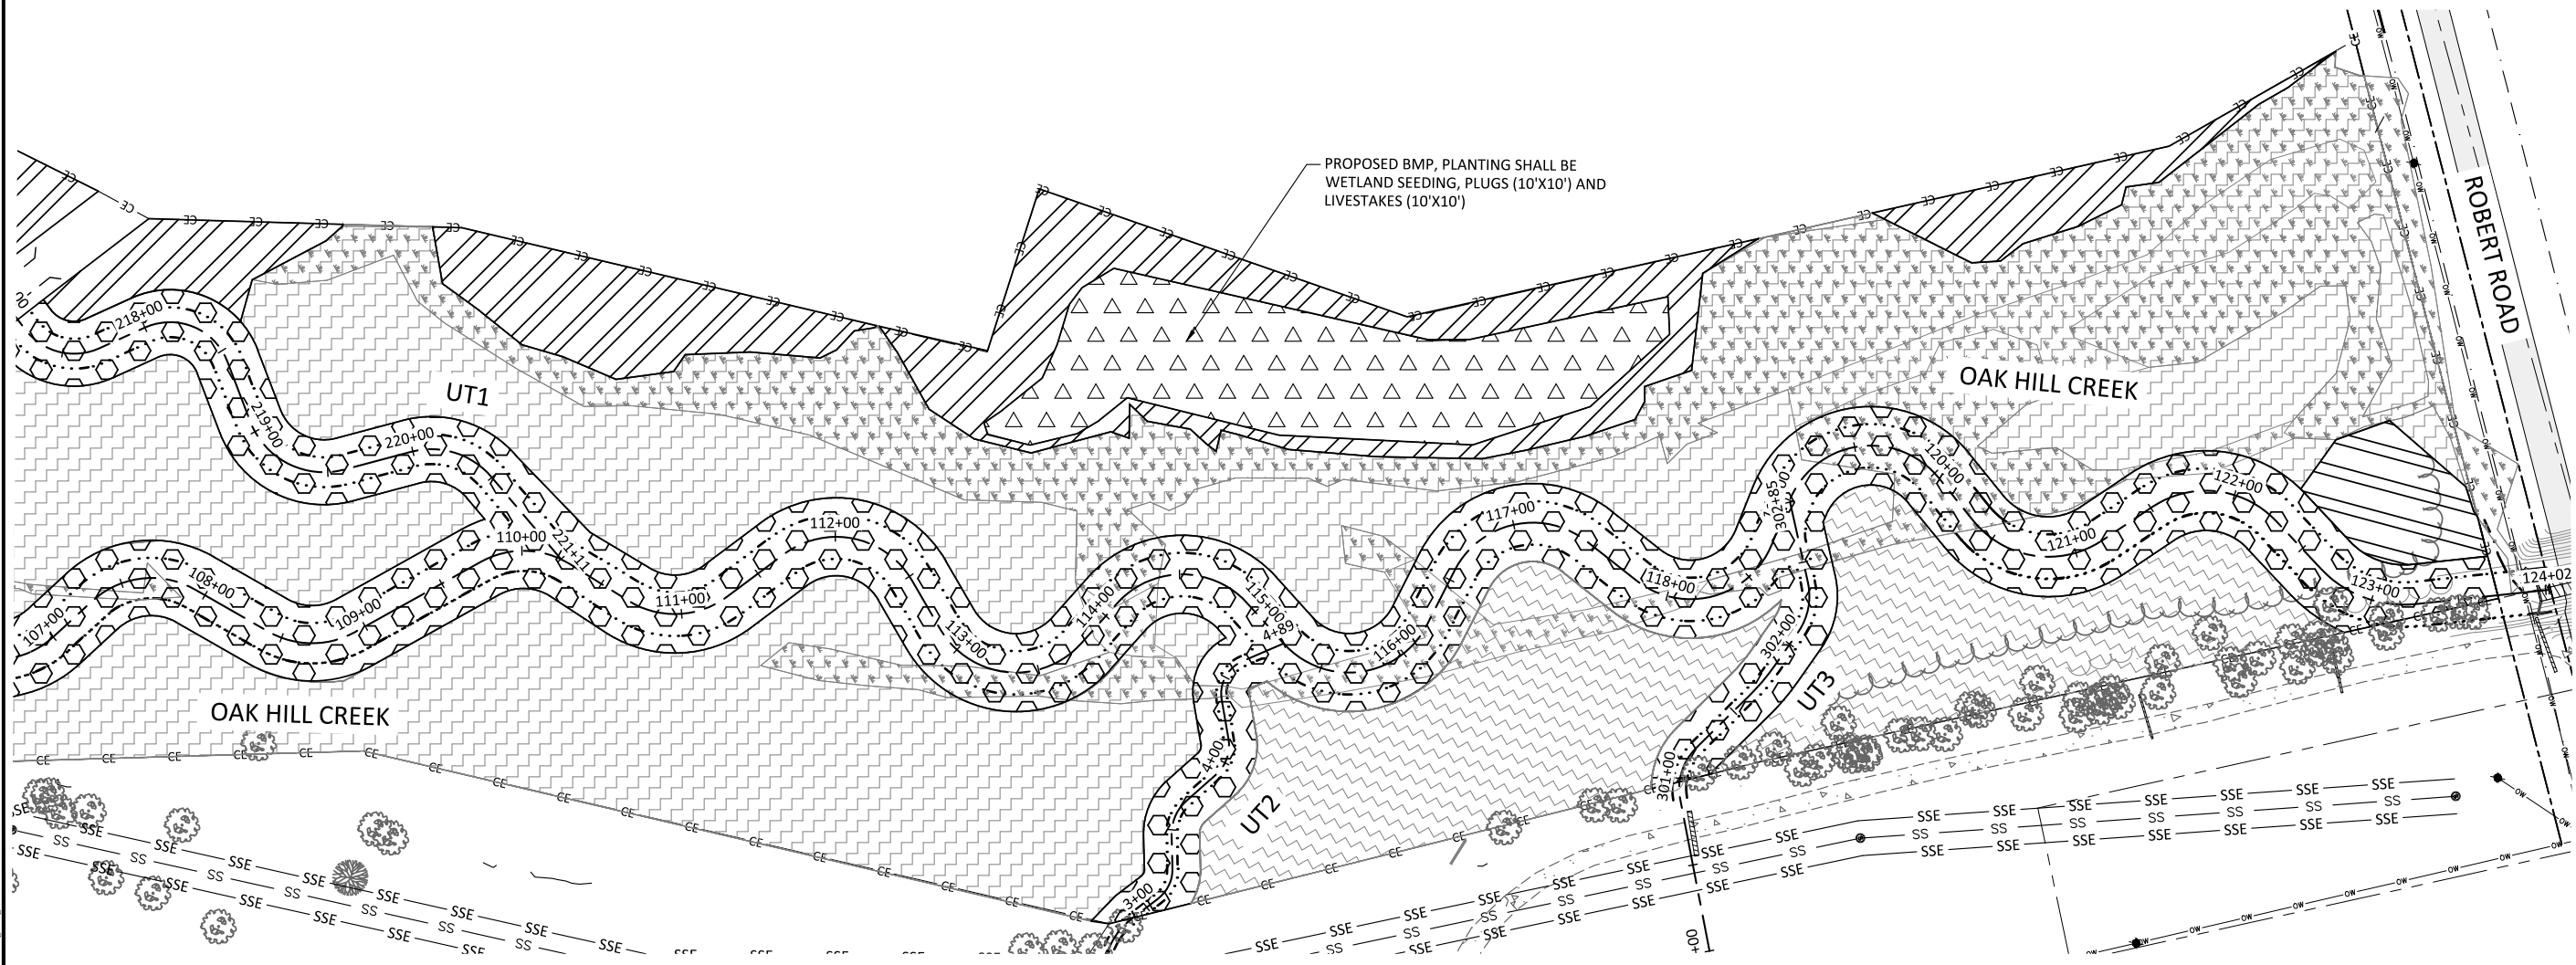 PROPOSED BMP, PLANTING SHALL BE
WETLAND SEEDING, PLUGS (10'X10') AND
LIVESTAKES (10'X10')
ROBERT ROAD
OAK HILL CREEK
UT1
218+00
219+00
220+00
221+11
107+00
108+00
109+00
110+00
111+00
112+00
113+00
114+00
115+00
4+89
116+00
117+00
118+00
302+85
120+00
121+00
122+00
123+00
124+02
302+00
301+00
UT3
UT2
4+00
3+00
OAK HILL CREEK
CE
SSE
SS
OW
+00